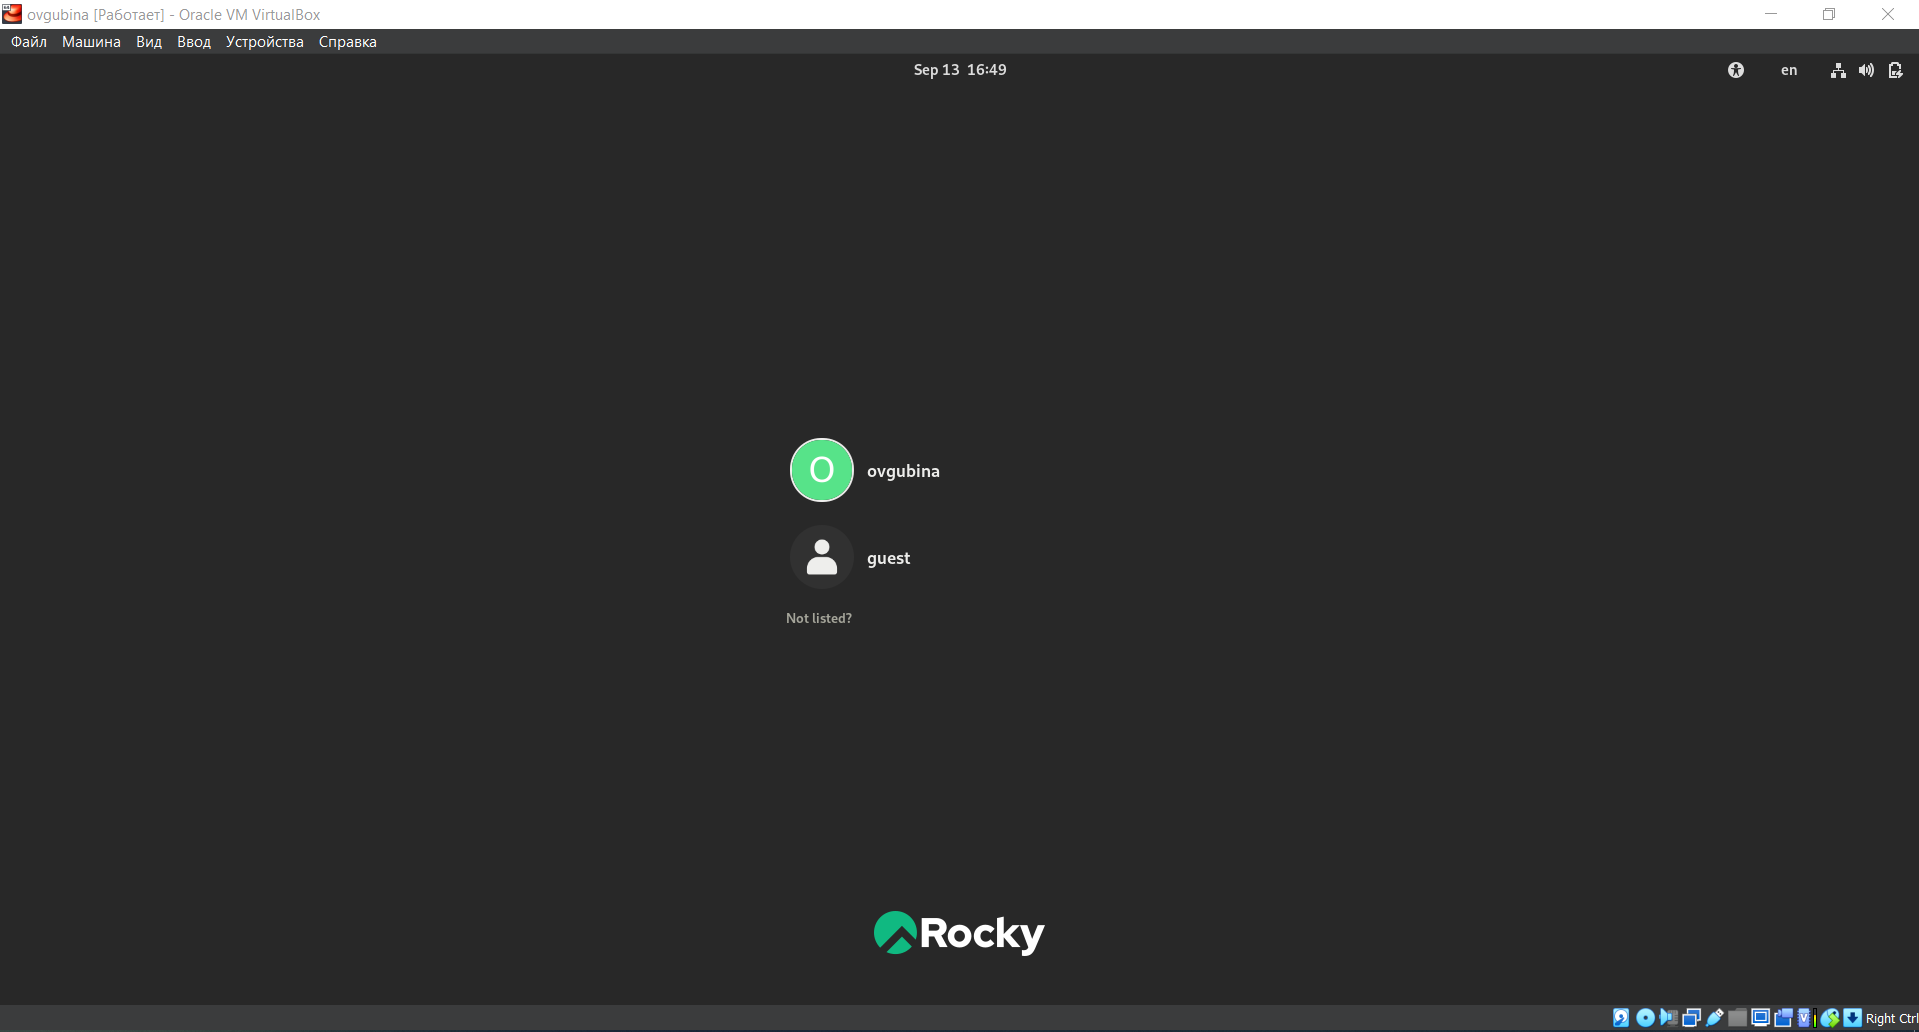 ovgubina [Работает] - Oracle VM VirtualBox
Файл Машина Вид Ввод Устройства Справка
Sep 13 16:49
en
O
ovgubina
guest
Not listed?
Rocky
V
Right Ctrl